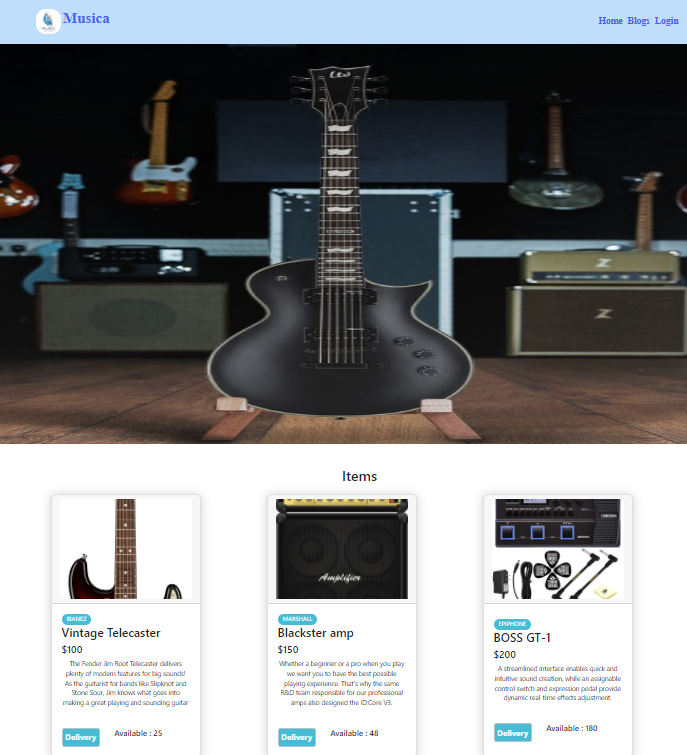 Musica
Home Blogs Login
Ltd
Z
Z
Items
Amplifier
IBANEZ
Vintage Telecaster
$100
The Fender Jim Root Telecaster delivers
plenty of modern features for big sounds!
As the guitarist for bands like Slipknot and
Stone Sour, Jim knows what goes into
making a great playing and sounding guitar
Delivery
Available : 25
MARSHALL
Blackster amp
$150
Whether a beginner or a pro when you play
we want you to have the best possible
playing experience. That's why the same
R&D team responsible for our professional
amps also designed the ID:Core V3.
Delivery
Available : 48
EPIPHONE
BOSS GT-1
$200
A streamlined interface enables quick and
intuitive sound creation, while an assignable
control switch and expression pedal provide
dynamic real-time effects adjustment.
Delivery
Available : 180